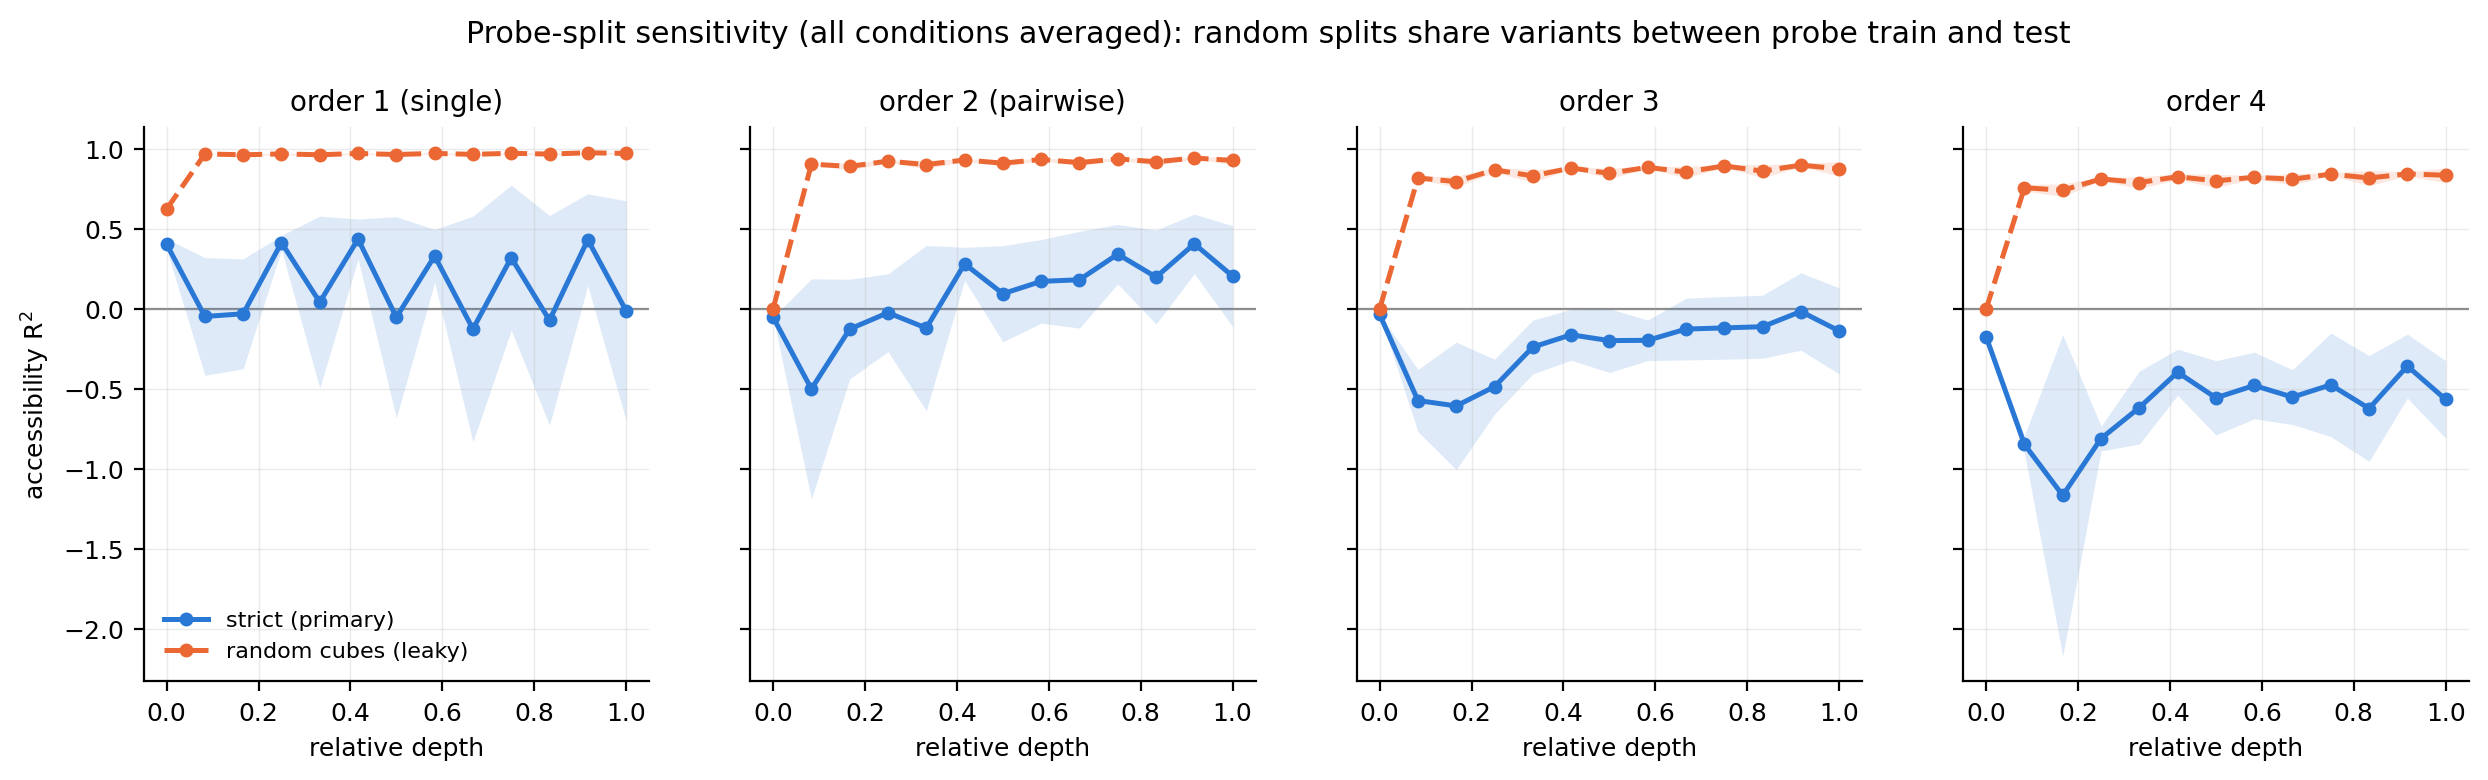 Probe-split sensitivity (all conditions averaged): random splits share variants between probe train and test
order 1 (single)
order 2 (pairwise)
order 3
order 4
accessibility R²
1.0
0.5
0.0
−0.5
−1.0
−1.5
−2.0
strict (primary)
random cubes (leaky)
0.0 0.2 0.4 0.6 0.8 1.0
0.0 0.2 0.4 0.6 0.8 1.0
0.0 0.2 0.4 0.6 0.8 1.0
0.0 0.2 0.4 0.6 0.8 1.0
relative depth
relative depth
relative depth
relative depth